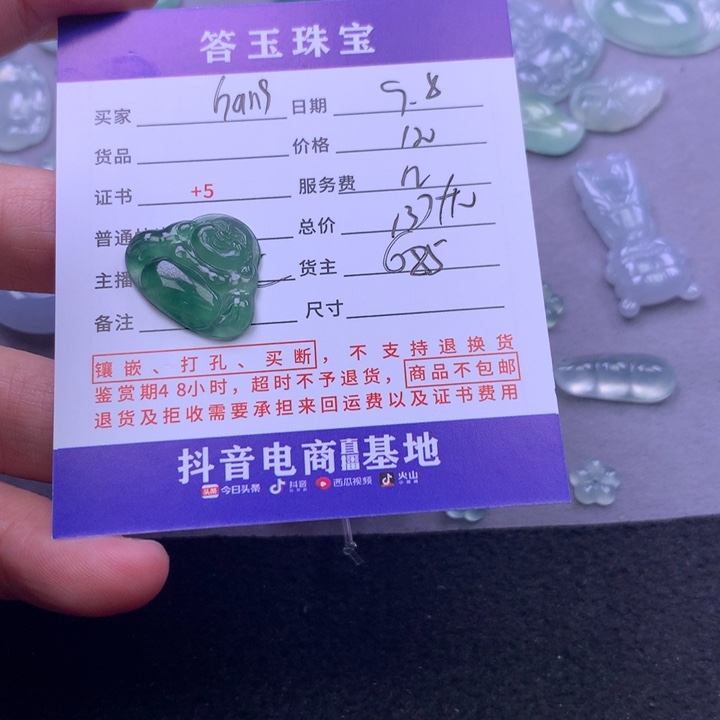 答玉珠宝
买家 hang 日期 9.8
货品 价格 120
证书 +5 服务费 12
普通 总价 137
主播 货主 685
备注 尺寸
镶嵌、打孔、买断，不支持退换货
鉴赏期48小时，超时不予退货，商品不包邮
退货及拒收需要承担来回运费以及证书费用
抖音电商直播基地
头条 今日头条 抖音 西瓜视频 火山